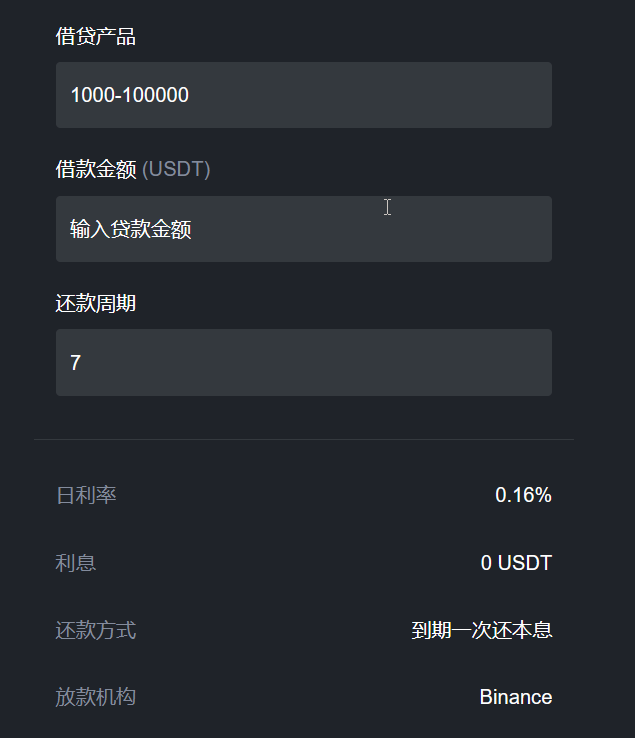 借贷产品
1000-100000
借款金额 (USDT)
输入贷款金额
还款周期
7
日利率 0.16%
利息 0 USDT
还款方式 到期一次还本息
放款机构 Binance